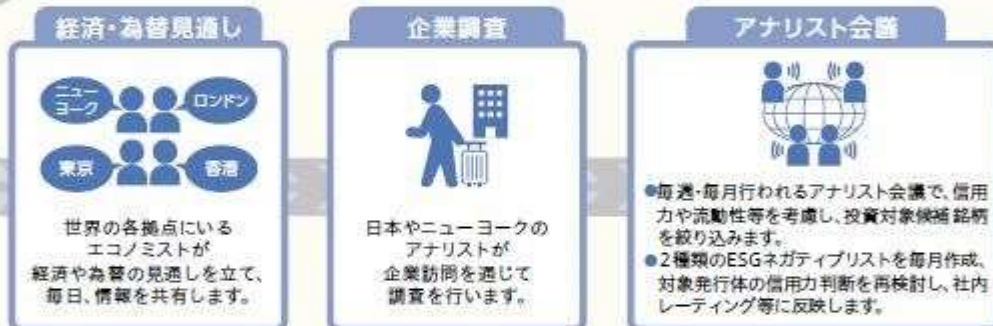 経済・為替見通し
ニュー
ヨーク
ロンドン
東京
香港
世界の各拠点にいる
エコノミストが
経済や為替の見通しを立て、
毎日、情報を共有します。
企業調査
日本やニューヨークの
アナリストが
企業訪問を通じて
調査を行います。
アナリスト会議
●毎週・毎月行われるアナリスト会議で、信用
力や流動性等を考慮し、投資対象候補銘柄
を絞り込みます。
●2種類のESGネガティブリストを毎月作成、
対象発行体の信用力判断を再検討し、社内
レーティング等に反映します。